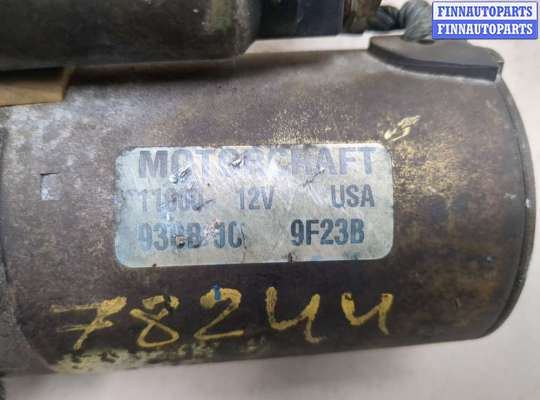 FINNAUTOPARTS
FINNAUTOPARTS
MOTORCRAFT
12V USA
9F23B
78244